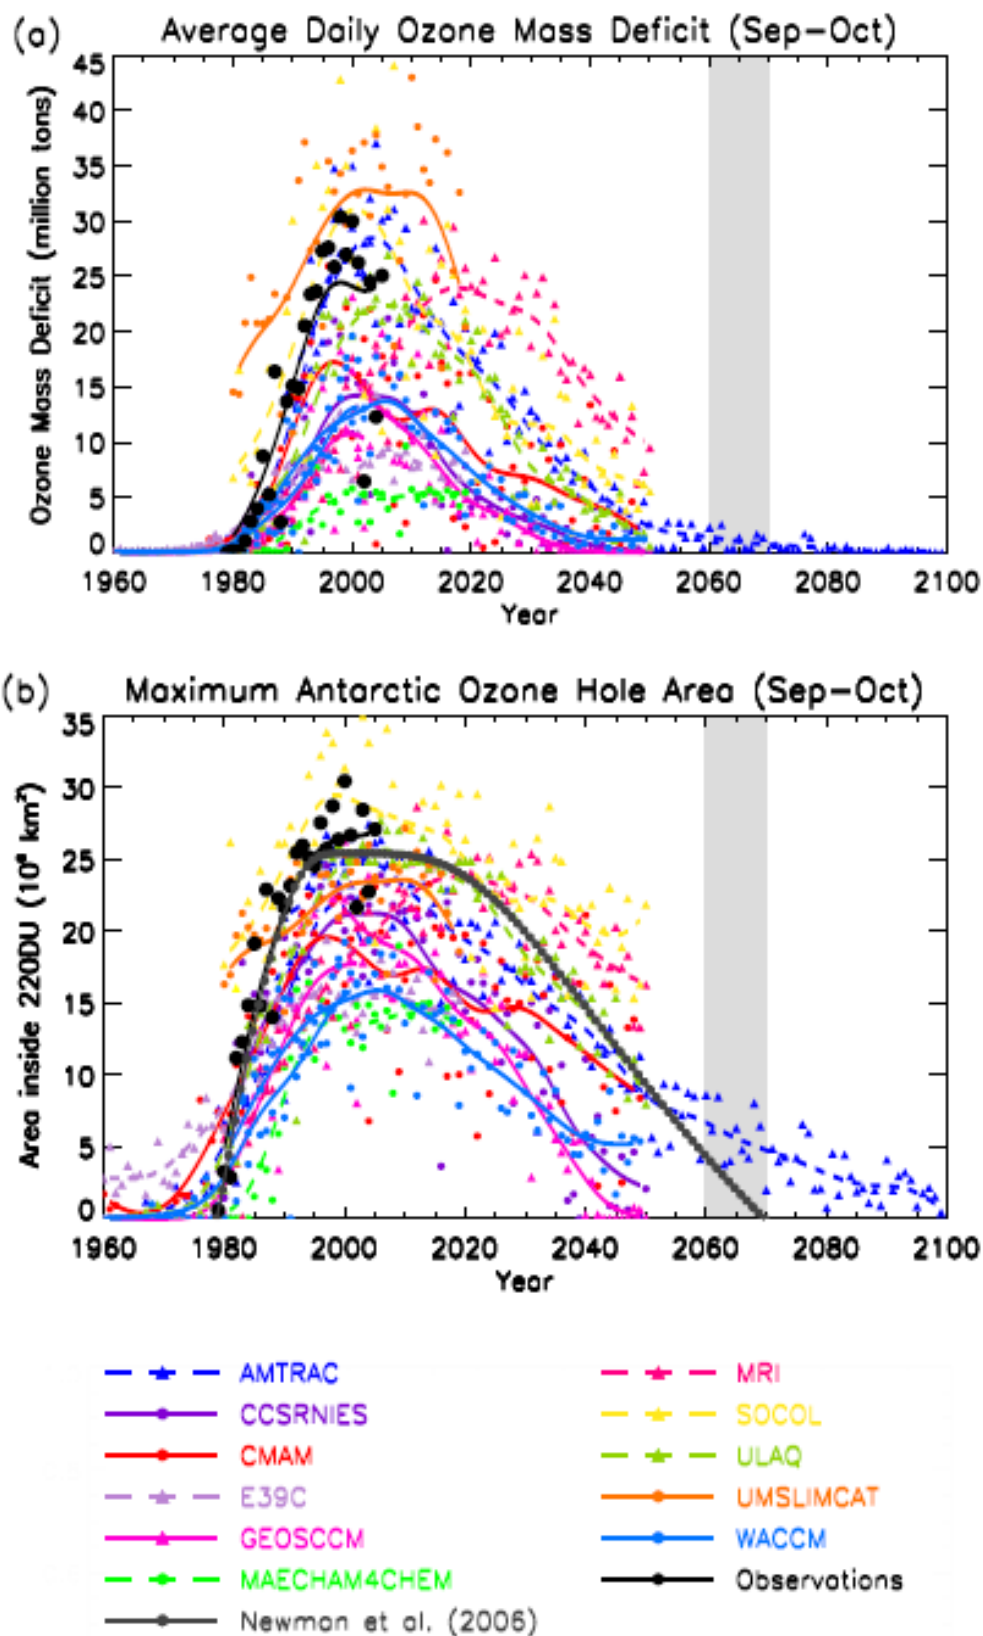 (a) Average Daily Ozone Mass Deficit (Sep-Oct)
Ozone Mass Deficit (million tons)
45
40
35
30
25
20
15
10
5
0
1960 1980 2000 2020 2040 2060 2080 2100
Year
(b) Maximum Antarctic Ozone Hole Area (Sep-Oct)
Area inside 220DU (10⁶ km²)
35
30
25
20
15
10
5
0
1960 1980 2000 2020 2040 2060 2080 2100
Year
AMTRAC MRI
CCSRNIES SOCOL
CMAM ULAQ
E39C UMSLIMCAT
GEOSCCM WACCM
MAECHAM4CHEM Observations
Newman et al. (2006)